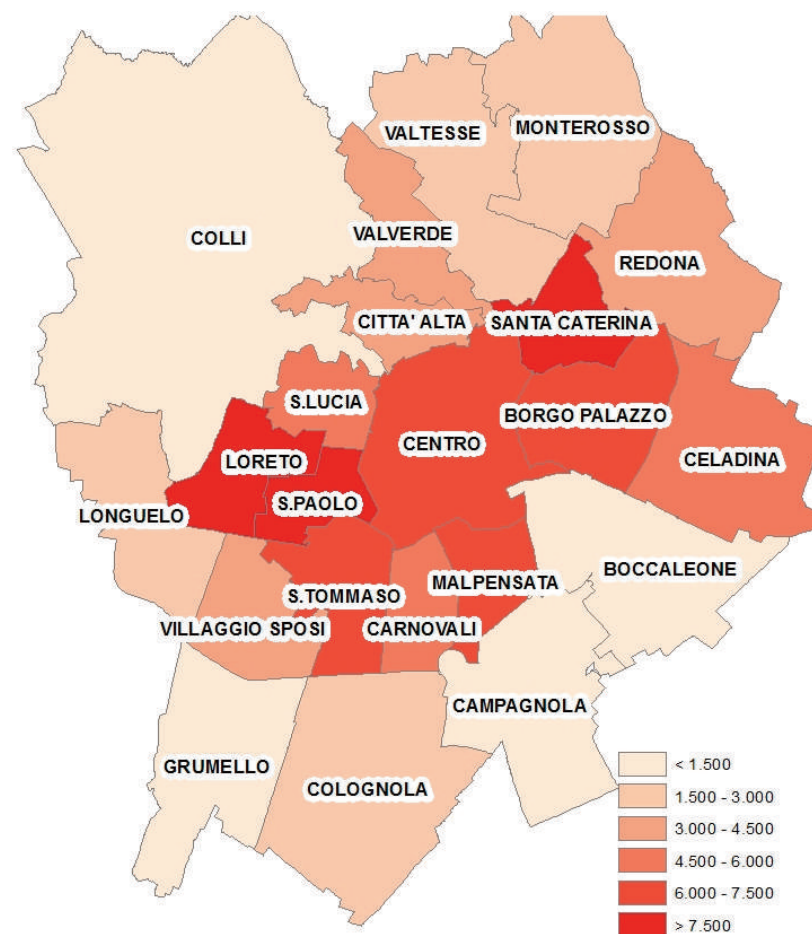 VALTESSE
MONTEROSSO
COLLI
VALVERDE
REDONA
CITTA' ALTA
SANTA CATERINA
S.LUCIA
BORGO PALAZZO
CENTRO
LORETO
CELADINA
S.PAOLO
LONGUELO
BOCCALEONE
MALPENSATA
S.TOMMASO
VILLAGGIO SPOSI
CARNOVALI
CAMPAGNOLA
GRUMELLO
COLOGNOLA
< 1.500
1.500 - 3.000
3.000 - 4.500
4.500 - 6.000
6.000 - 7.500
> 7.500